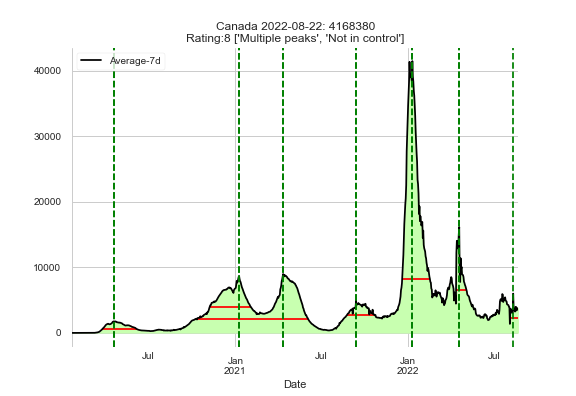 Canada 2022-08-22: 4168380
Rating:8 ['Multiple peaks', 'Not in control']
Average-7d
40000
30000
20000
10000
0
Jul
Jan
2021
Jul
Jan
2022
Jul
Date